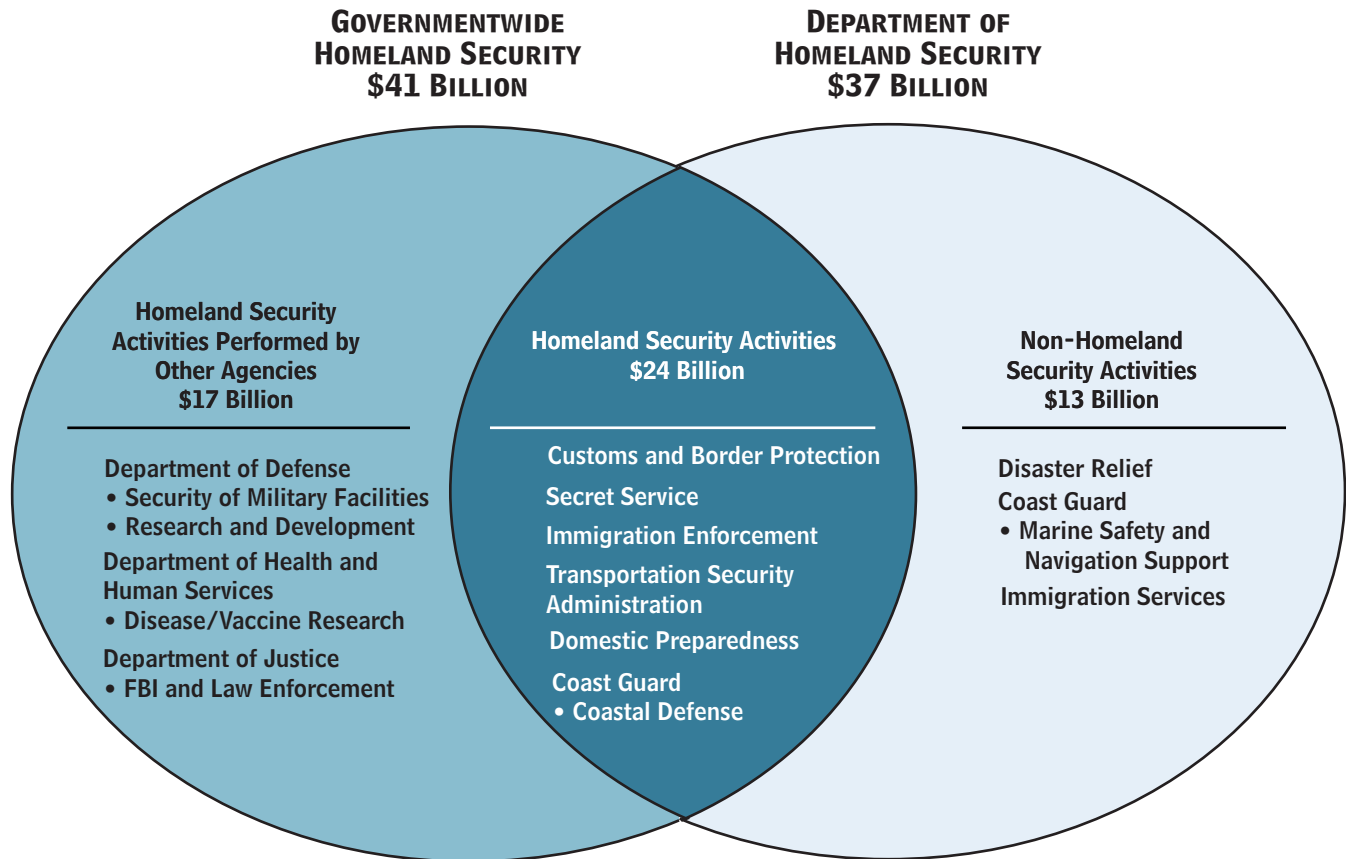 GOVERNMENTWIDE
HOMELAND SECURITY
$41 BILLION
DEPARTMENT OF
HOMELAND SECURITY
$37 BILLION
Homeland Security
Activities Performed by
Other Agencies
$17 Billion
Department of Defense
• Security of Military Facilities
• Research and Development
Department of Health and
Human Services
• Disease/Vaccine Research
Department of Justice
• FBI and Law Enforcement
Homeland Security Activities
$24 Billion
Customs and Border Protection
Secret Service
Immigration Enforcement
Transportation Security
Administration
Domestic Preparedness
Coast Guard
• Coastal Defense
Non-Homeland
Security Activities
$13 Billion
Disaster Relief
Coast Guard
• Marine Safety and
Navigation Support
Immigration Services